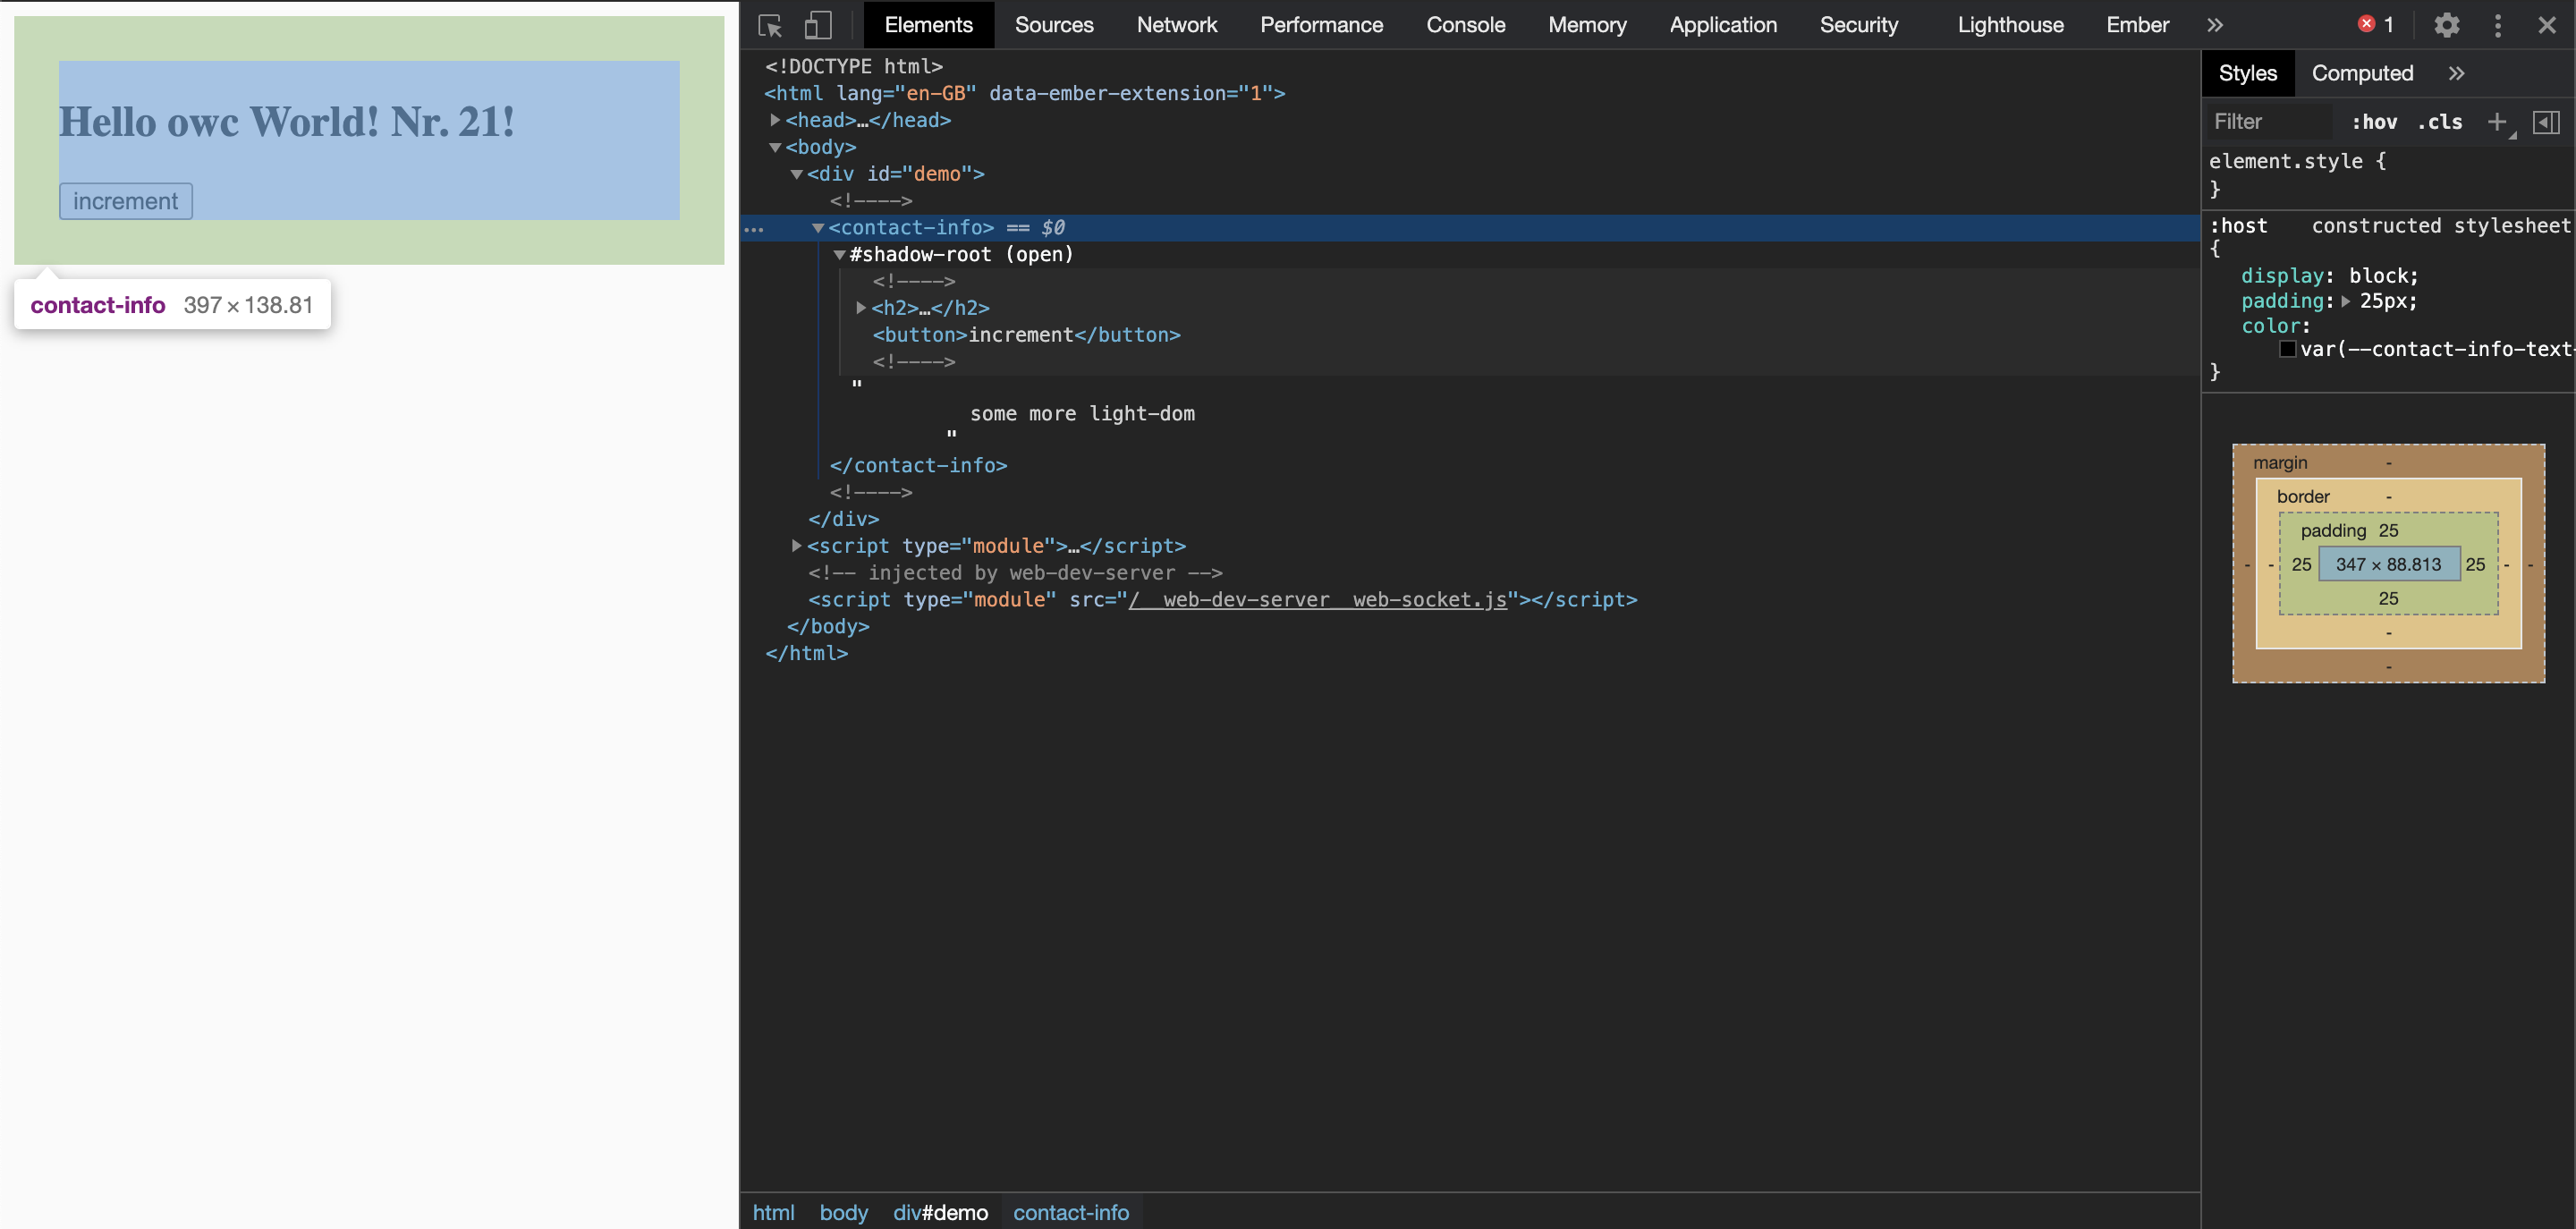 Hello owc World! Nr. 21!
increment
contact-info 397 × 138.81
Elements Sources Network Performance Console Memory Application Security Lighthouse Ember » 1
<!DOCTYPE html>
<html lang="en-GB" data-ember-extension="1">
<head>…</head>
<body>
<div id="demo">
<!---->
… <contact-info> == $0
#shadow-root (open)
<!---->
<h2>…</h2>
<button>increment</button>
<!---->
"
some more light-dom
"
</contact-info>
<!---->
</div>
<script type="module">…</script>
<!-- injected by web-dev-server -->
<script type="module" src="/__web-dev-server__web-socket.js"></script>
</body>
</html>
html body div#demo contact-info
Styles Computed »
Filter :hov .cls +
element.style {
}
:host constructed stylesheet
{
display: block;
padding: 25px;
color:
var(--contact-info-text-
}
margin -
border -
padding 25
- - 25 347 × 88.813 25 - -
25
-
-